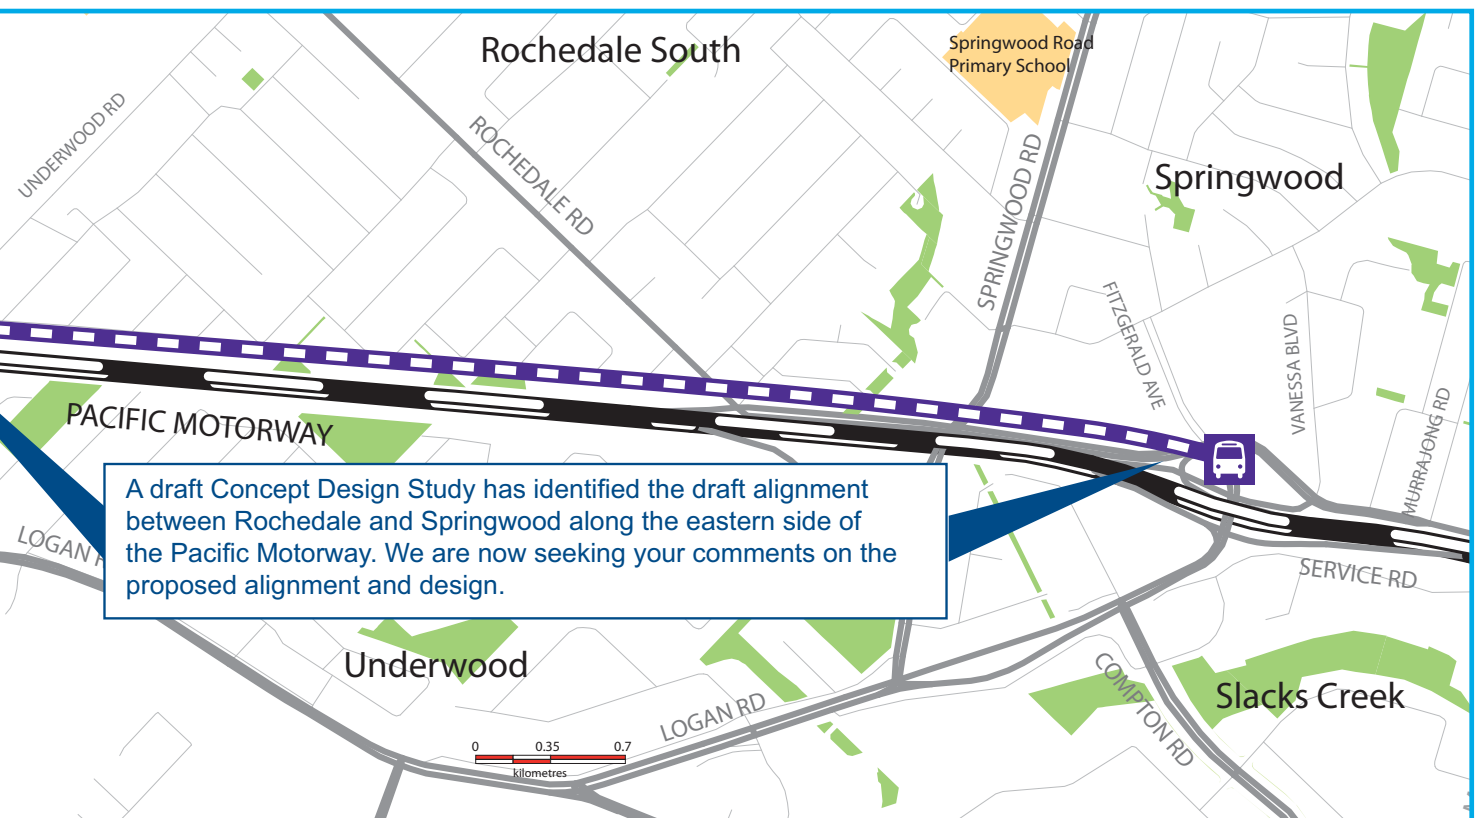 Rochedale South
Springwood Road
Primary School
UNDERWOOD RD
ROCHEDALE RD
SPRINGWOOD RD
Springwood
FITZGERALD AVE
VANESSA BLVD
MURRAJONG RD
PACIFIC MOTORWAY
A draft Concept Design Study has identified the draft alignment
between Rochedale and Springwood along the eastern side of
the Pacific Motorway. We are now seeking your comments on the
proposed alignment and design.
LOGAN
SERVICE RD
Underwood
LOGAN RD
COMPTON RD
Slacks Creek
0 0.35 0.7
kilometres